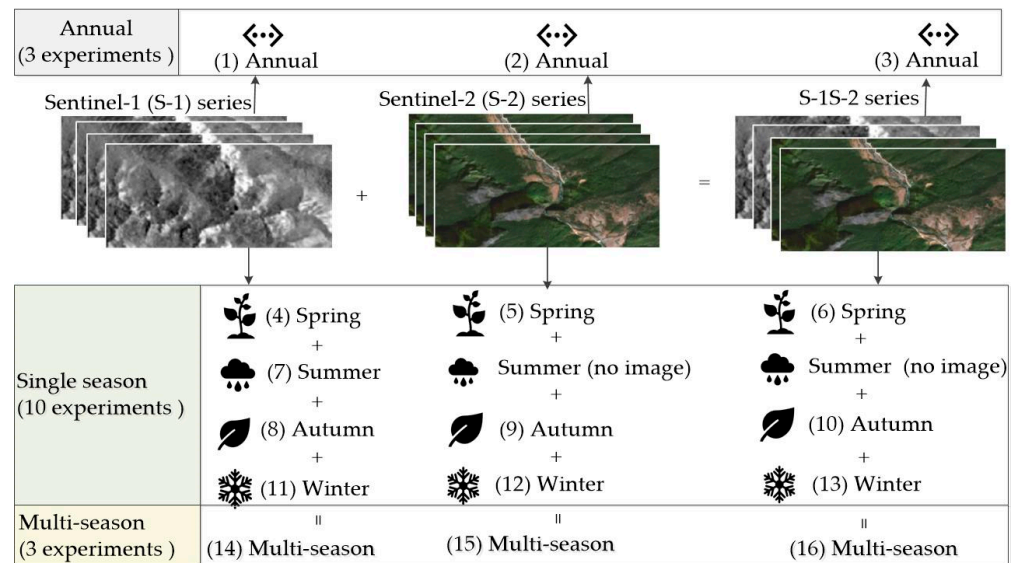 Annual
(3 experiments )
(1) Annual
(2) Annual
(3) Annual
Sentinel-1 (S-1) series
Sentinel-2 (S-2) series
S-1S-2 series
+
=
Single season
(10 experiments )
(4) Spring
(5) Spring
(6) Spring
+
+
+
(7) Summer
Summer (no image)
Summer (no image)
+
+
+
(8) Autumn
(9) Autumn
(10) Autumn
+
+
+
(11) Winter
(12) Winter
(13) Winter
Multi-season
(3 experiments )
=
=
=
(14) Multi-season
(15) Multi-season
(16) Multi-season